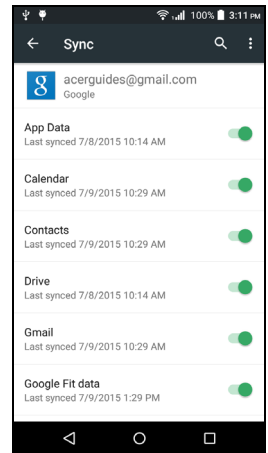 100% 3:11 PM
Sync
8
acerguides@gmail.com
Google
App Data
Last synced 7/8/2015 10:14 AM
Calendar
Last synced 7/9/2015 10:29 AM
Contacts
Last synced 7/9/2015 10:29 AM
Drive
Last synced 7/8/2015 10:14 AM
Gmail
Last synced 7/9/2015 10:29 AM
Google Fit data
Last synced 7/9/2015 1:29 PM